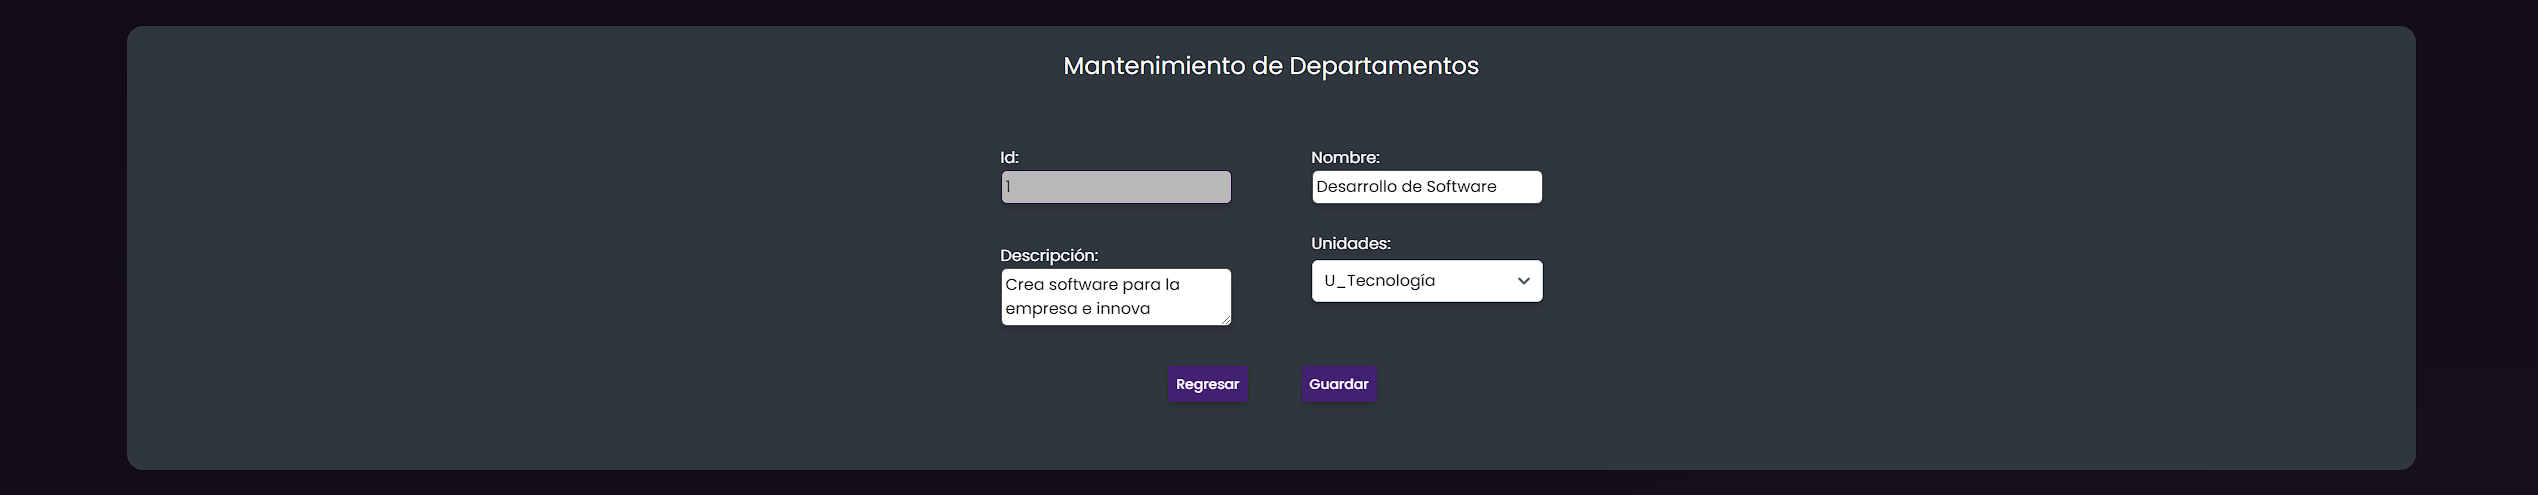 Mantenimiento de Departamentos
Id:
1
Nombre:
Desarrollo de Software
Descripción:
Crea software para la
empresa e innova
Unidades:
U_Tecnología
Regresar
Guardar